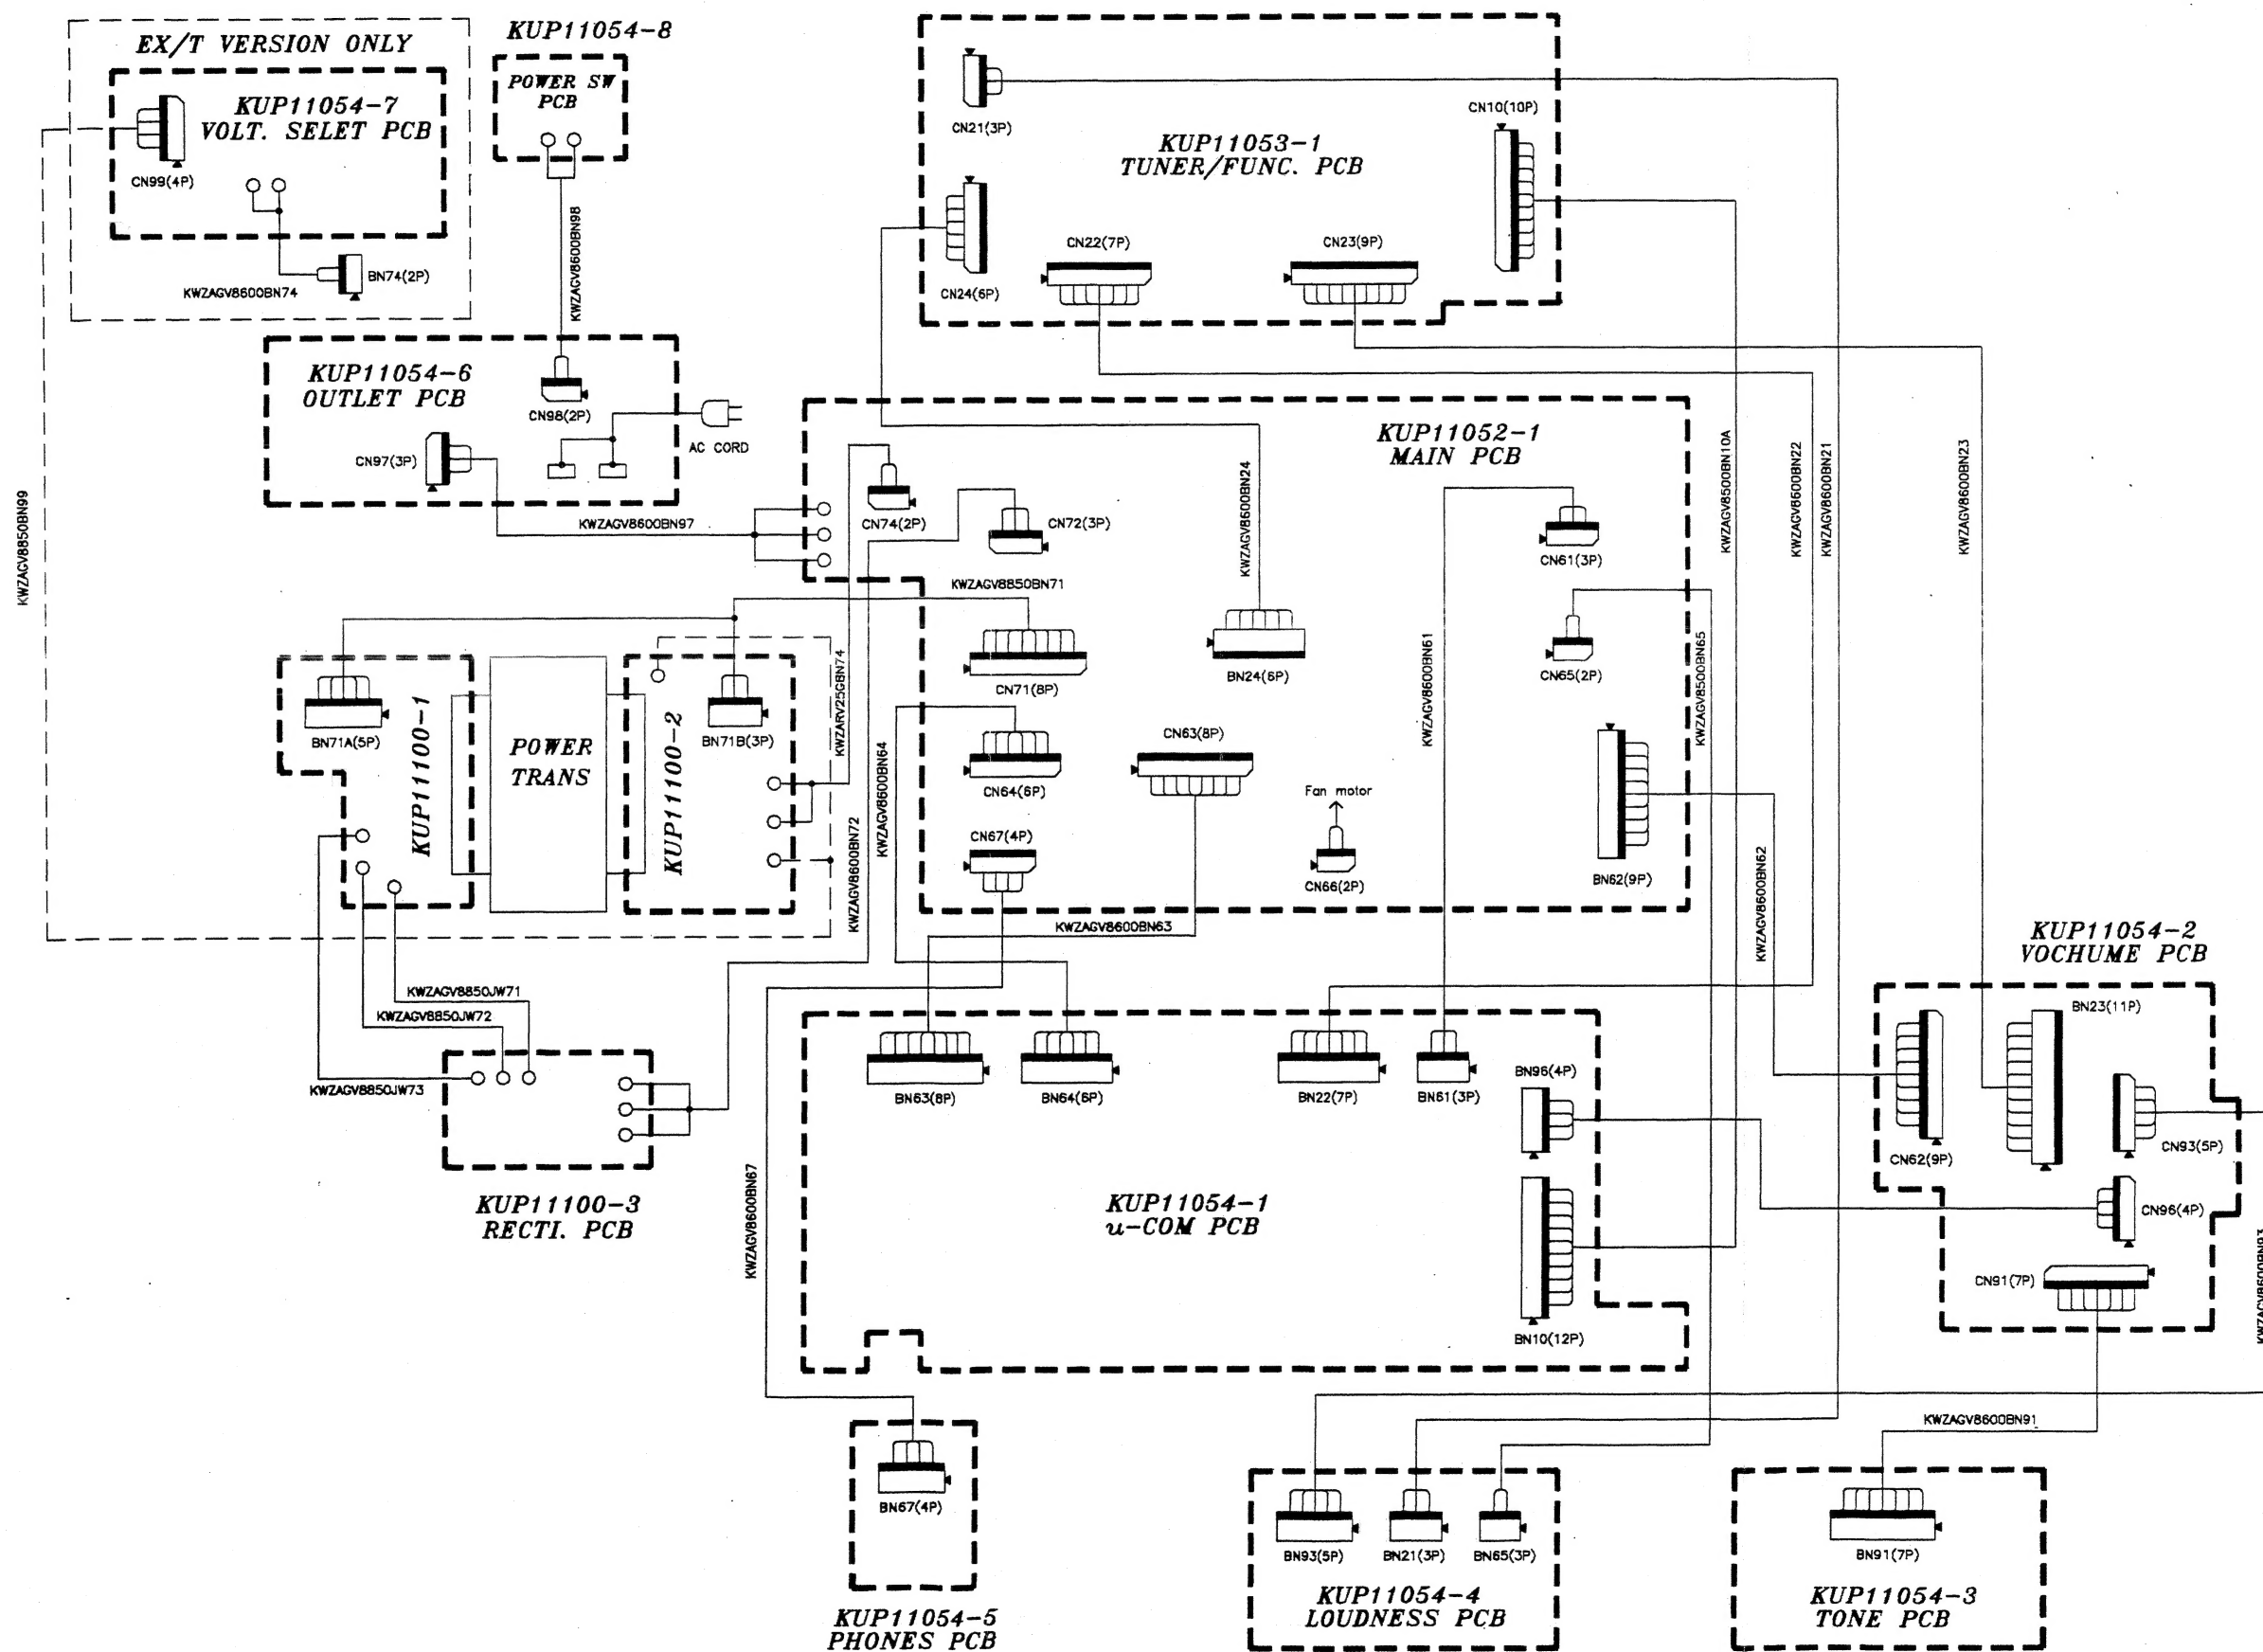 EX/T VERSION ONLY
KUP11054-7
VOLT. SELET PCB
CN99(4P)
BN74(2P)
KWZAGV8600BN74
KUP11054-8
POWER SW
PCB
KWZAGV8600BN98
KUP11054-6
OUTLET PCB
CN98(2P)
CN97(3P)
AC CORD
KWZAGV8600BN97
KWZAGV8850BN99
CN21(3P)
KUP11053-1
TUNER/FUNC. PCB
CN10(10P)
CN24(6P)
CN22(7P)
CN23(9P)
KUP11052-1
MAIN PCB
CN74(2P)
CN72(3P)
KWZAGV8850BN71
KWZAGV8600BN24
CN61(3P)
CN71(8P)
BN24(6P)
CN65(2P)
KWZAGV8600BN61
KWZAGV8500BN65
KWZAGV8500BN10A
KWZAGV8600BN22
KWZAGV8600BN21
KWZAGV8600BN23
BN71A(5P)
KUP11100-1
POWER
TRANS
KUP11100-2
BN71B(3P)
KWZARV25GBN74
KWZAGV8600BN72
KWZAGV8600BN64
CN64(6P)
CN63(8P)
CN67(4P)
Fan motor
CN66(2P)
BN62(9P)
KWZAGV8600BN62
KWZAGV8600BN63
KWZAGV8850JW71
KWZAGV8850JW72
KWZAGV8850JW73
KUP11100-3
RECTI. PCB
KWZAGV8600BN67
BN63(8P)
BN64(6P)
BN22(7P)
BN61(3P)
BN96(4P)
KUP11054-1
u-COM PCB
BN10(12P)
KUP11054-2
VOCHUME PCB
BN23(11P)
CN62(9P)
CN93(5P)
CN96(4P)
CN91(7P)
KWZAGV8600BN93
KWZAGV8600BN91
BN67(4P)
KUP11054-5
PHONES PCB
BN93(5P)
BN21(3P)
BN65(3P)
KUP11054-4
LOUDNESS PCB
BN91(7P)
KUP11054-3
TONE PCB